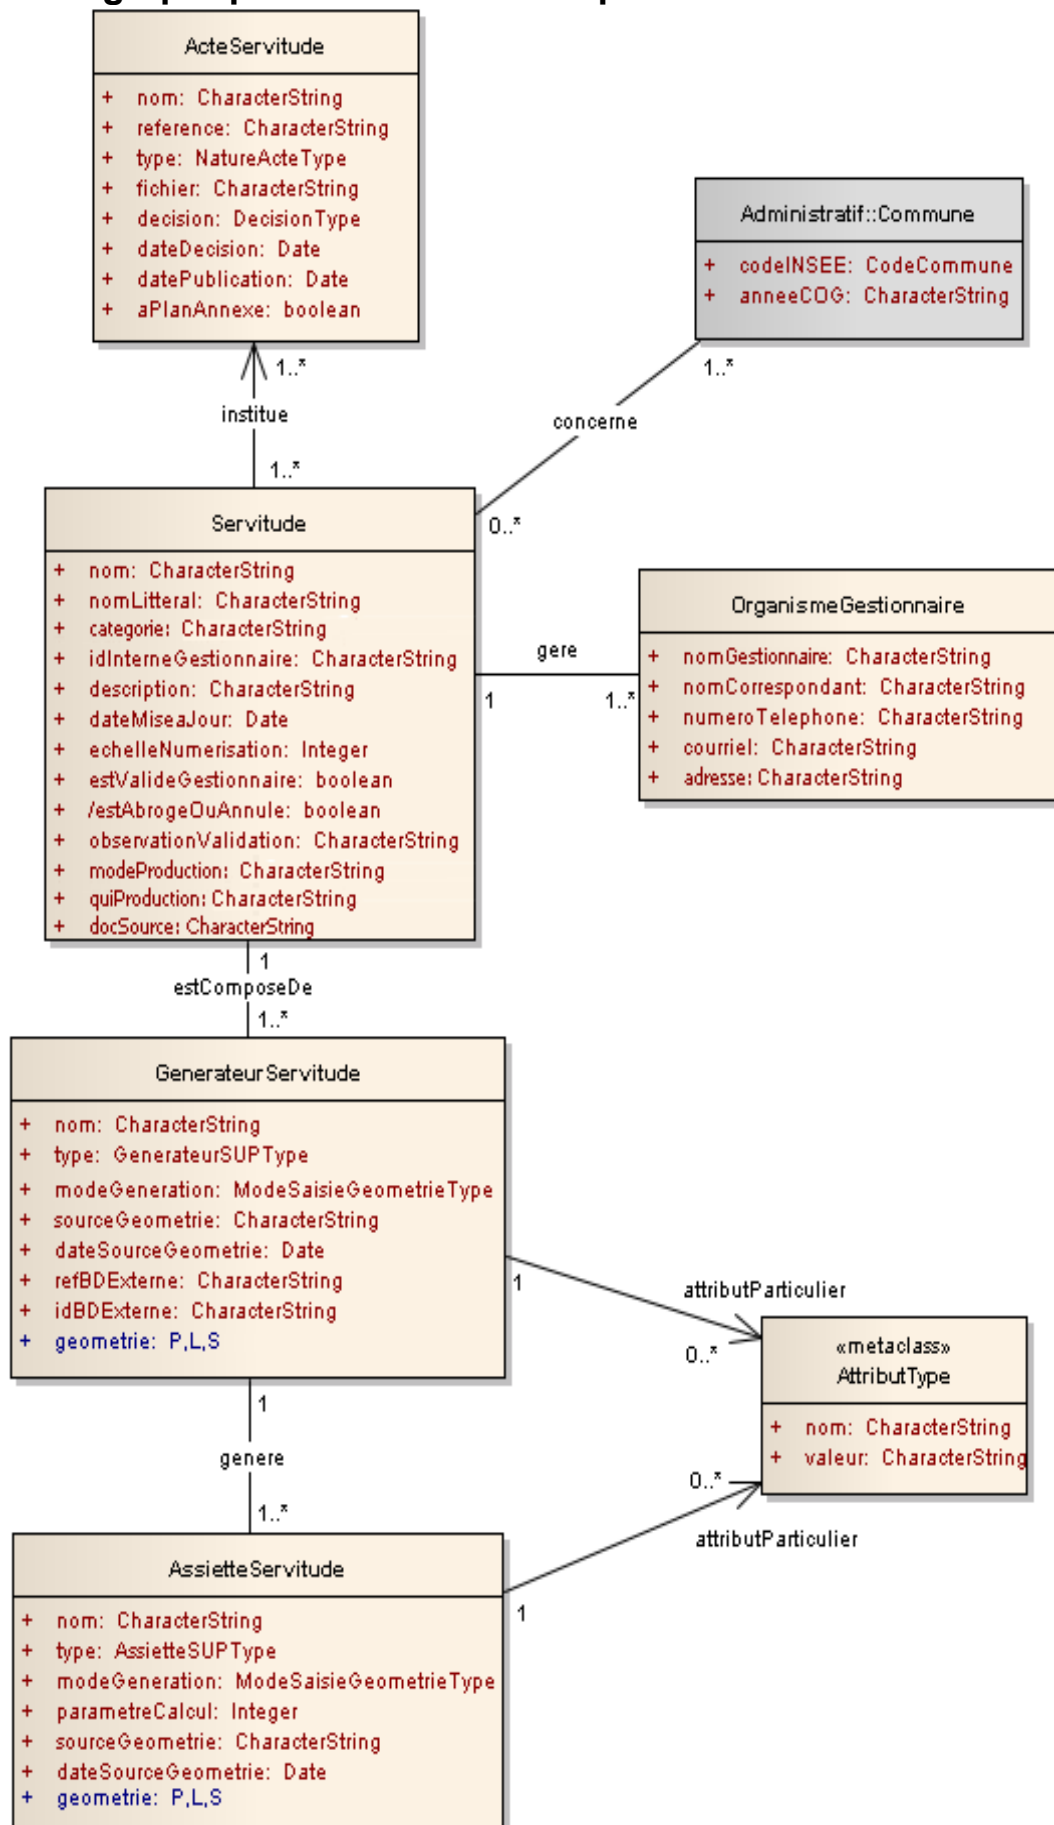 ActeServitude
+ nom: CharacterString
+ reference: CharacterString
+ type: NatureActeType
+ fichier: CharacterString
+ decision: DecisionType
+ dateDecision: Date
+ datePublication: Date
+ aPlanAnnexe: boolean
Administratif::Commune
+ codeINSEE: CodeCommune
+ anneeCOG: CharacterString
1..*
1..*
institue
concerne
1..*
0..*
Servitude
+ nom: CharacterString
+ nomLitteral: CharacterString
+ categorie: CharacterString
+ idInterneGestionnaire: CharacterString
+ description: CharacterString
+ dateMiseaJour: Date
+ echelleNumerisation: Integer
+ estValideGestionnaire: boolean
+ /estAbrogeOuAnnule: boolean
+ observationValidation: CharacterString
+ modeProduction: CharacterString
+ quiProduction: CharacterString
+ docSource: CharacterString
gere
1
1..*
OrganismeGestionnaire
+ nomGestionnaire: CharacterString
+ nomCorrespondant: CharacterString
+ numeroTelephone: CharacterString
+ courriel: CharacterString
+ adresse: CharacterString
1
estComposeDe
1..*
GenerateurServitude
+ nom: CharacterString
+ type: GenerateurSUPType
+ modeGeneration: ModeSaisieGeometrieType
+ sourceGeometrie: CharacterString
+ dateSourceGeometrie: Date
+ refBDExterne: CharacterString
+ idBDExterne: CharacterString
+ geometrie: P,L,S
1
attributParticulier
0..*
«metaclass»
AttributType
+ nom: CharacterString
+ valeur: CharacterString
1
genere
1..*
0..*
attributParticulier
1
AssietteServitude
+ nom: CharacterString
+ type: AssietteSUPType
+ modeGeneration: ModeSaisieGeometrieType
+ parametreCalcul: Integer
+ sourceGeometrie: CharacterString
+ dateSourceGeometrie: Date
+ geometrie: P,L,S